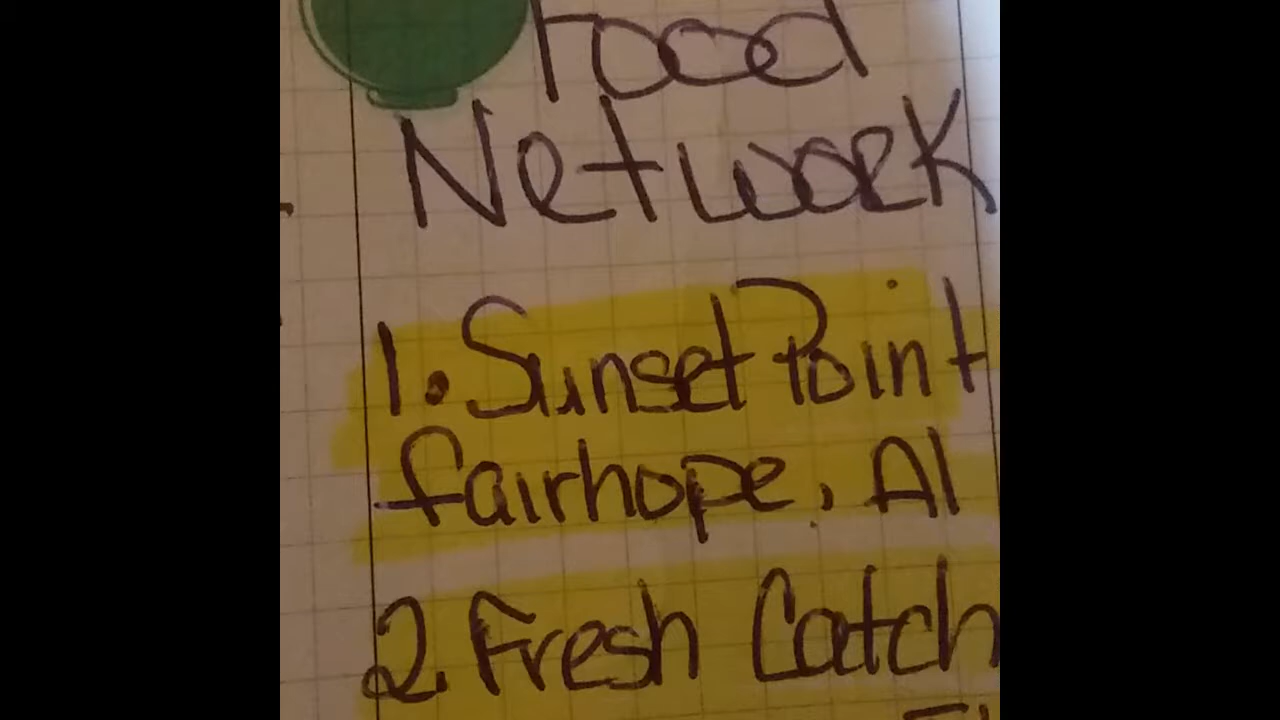 Food
Network
1. Sunset Point
fairhope, Al
2. Fresh Catch